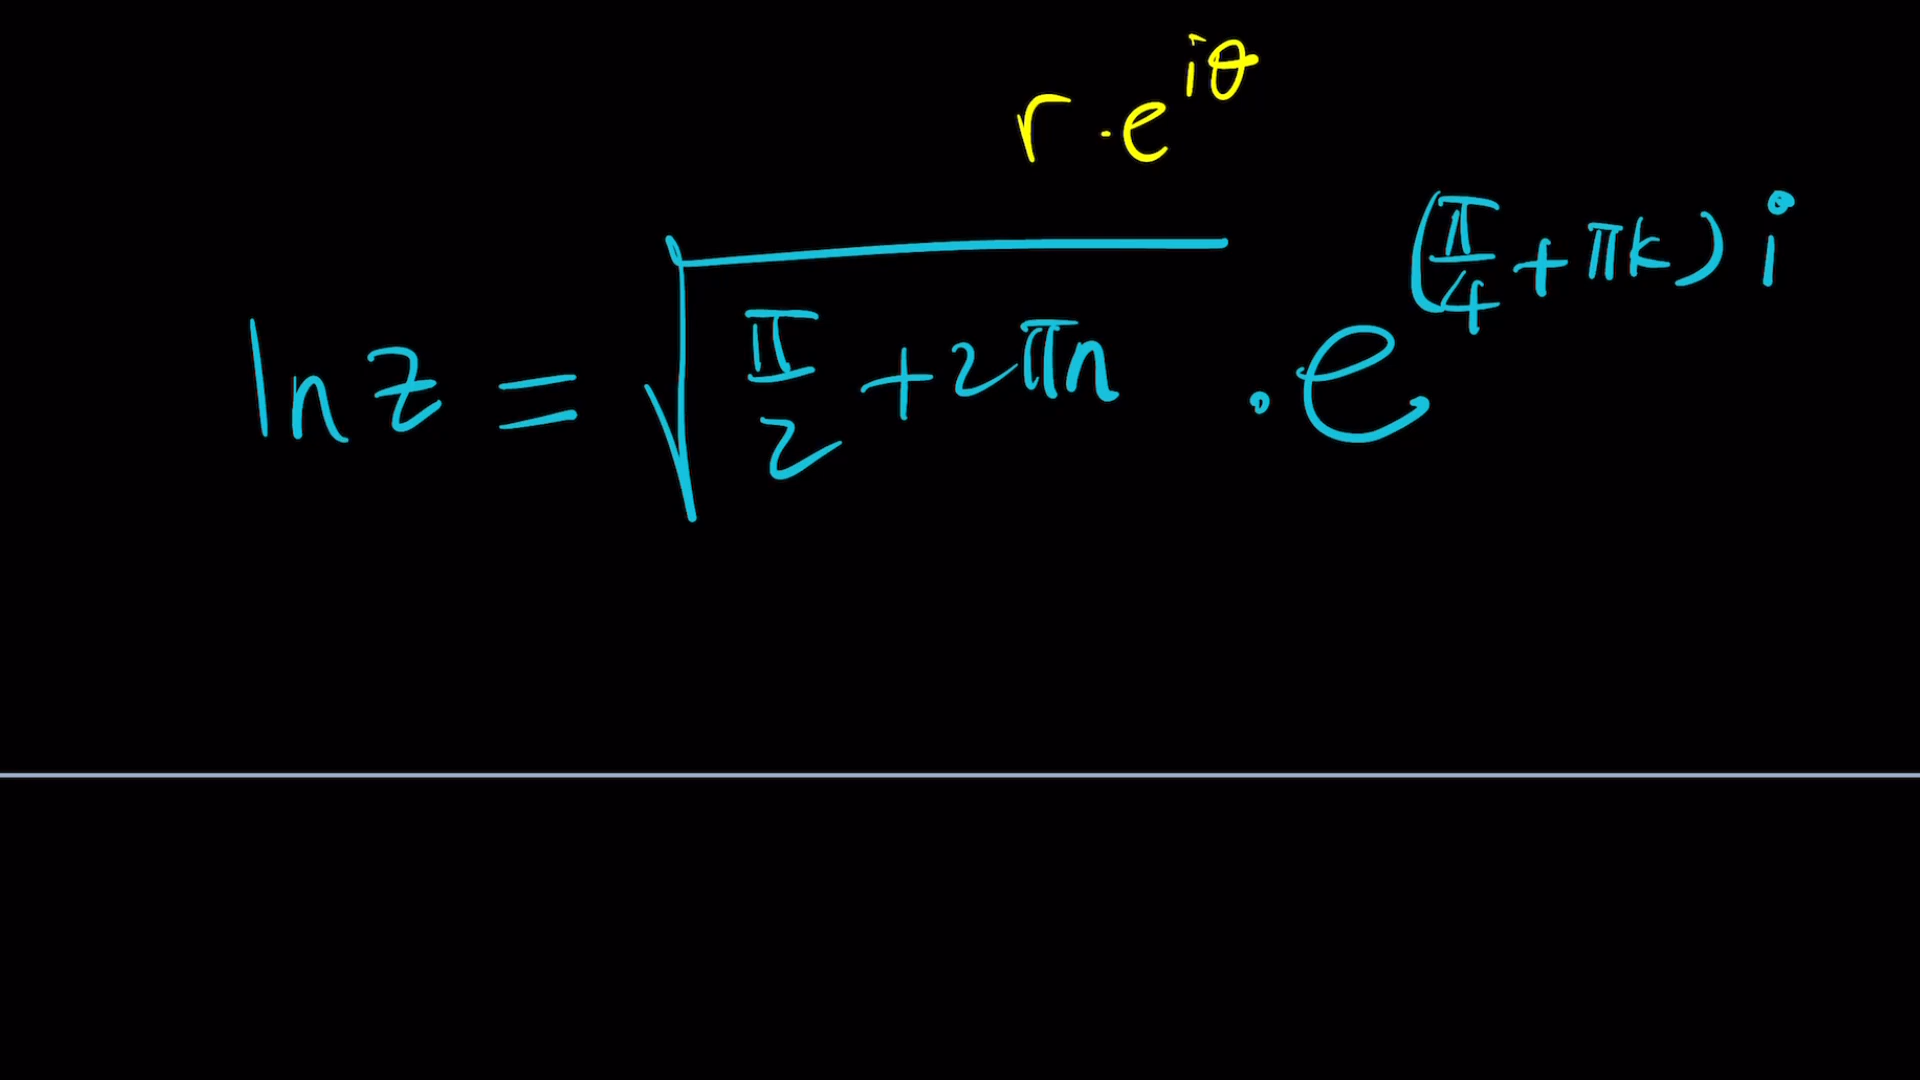 r · e^{iθ}
ln z = √(π/2 + 2πn) · e^{(π/4 + πk) i}